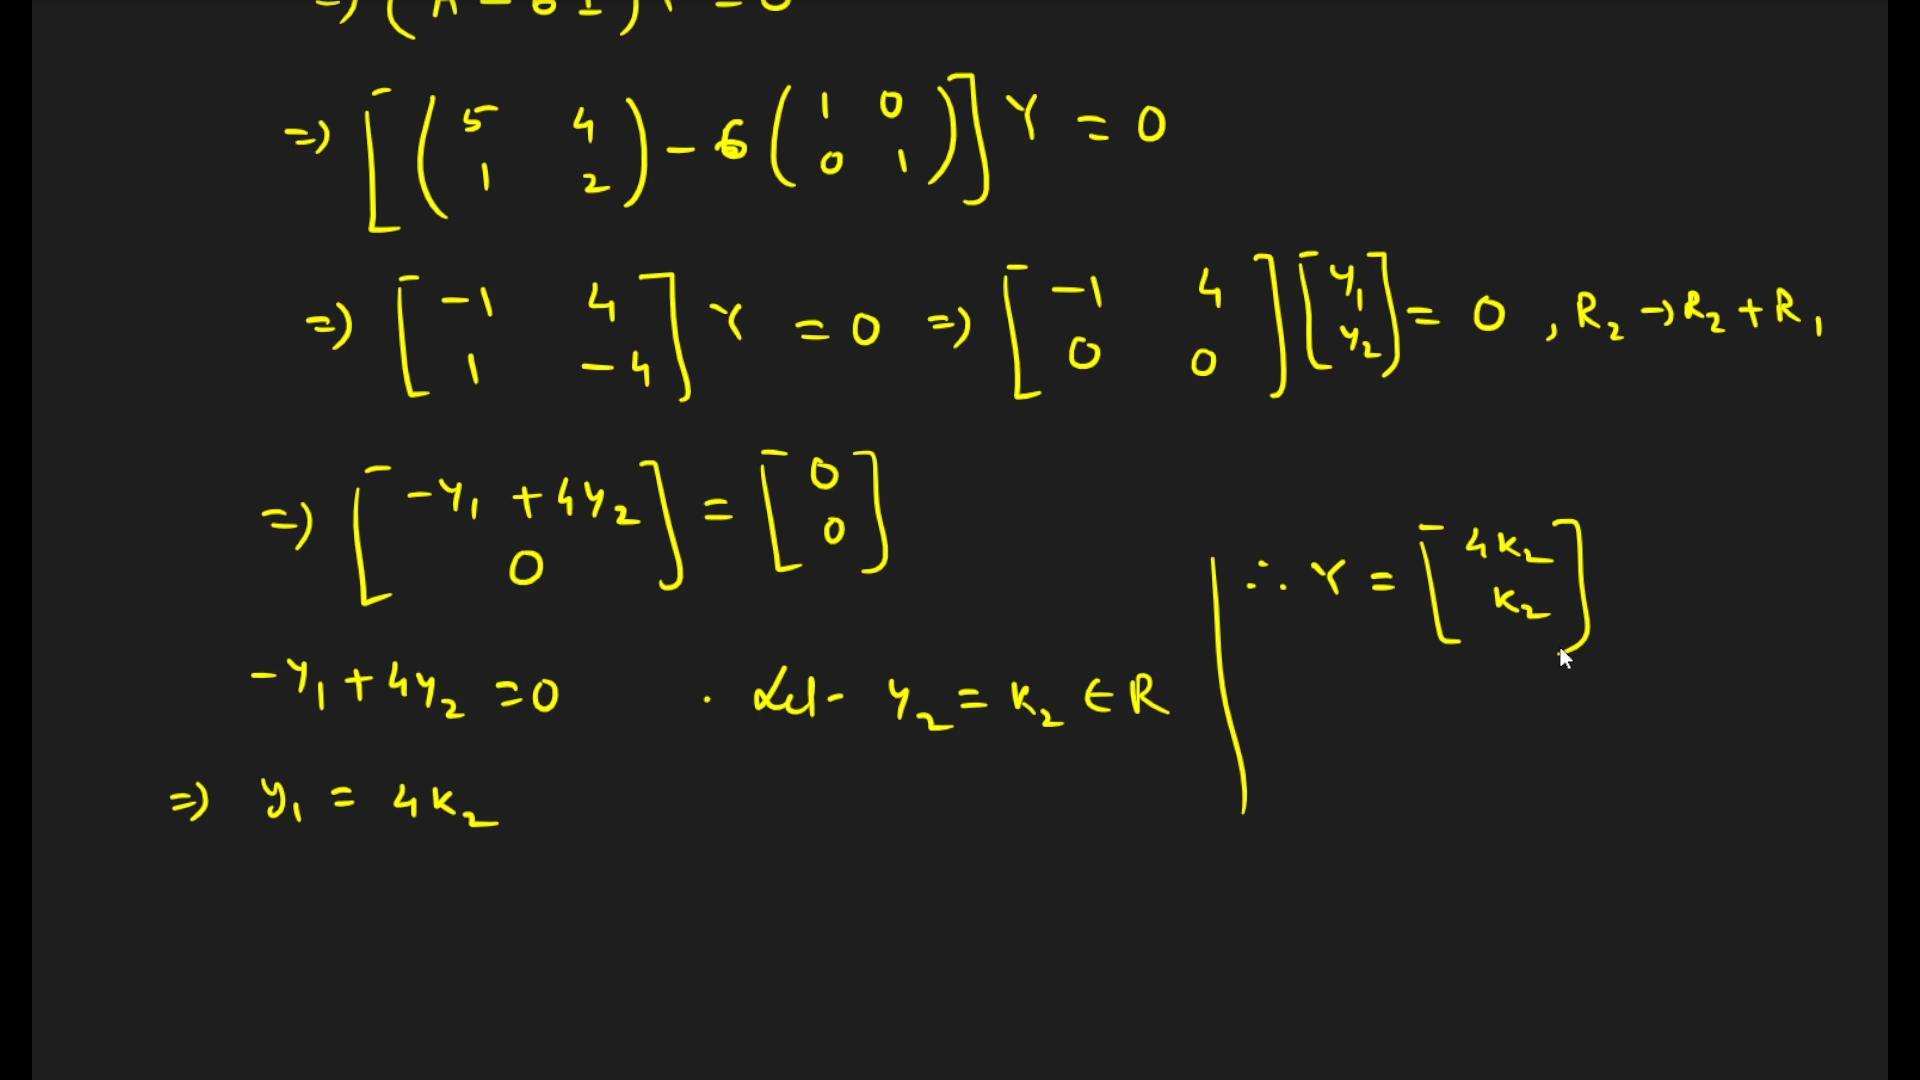 => (A - 6I) Y = 0
=> [(5 4 1 2) - 6 (1 0 0 1)] Y = 0
=> [-1 4 1 -4] Y = 0 => [-1 4 0 0] [y₁ y₂] = 0 , R₂ → R₂ + R₁
=> [-y₁ + 4y₂ 0] = [0 0]
-y₁ + 4y₂ = 0 . Let y₂ = k₂ ∈ R
=> y₁ = 4k₂
∴ Y = [4k₂ k₂]